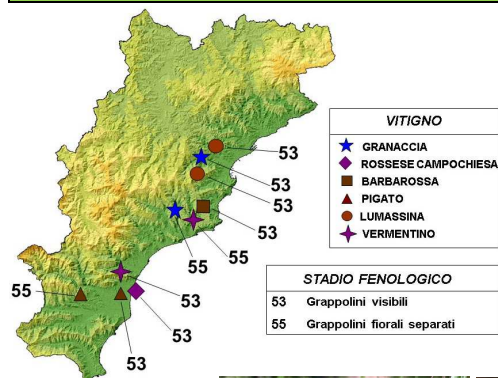 53
53
53
53
55
55
55
53
53
53
VITIGNO
GRANACCIA
ROSSESE CAMPOCHIESA
BARBAROSSA
PIGATO
LUMASSINA
VERMENTINO
STADIO FENOLOGICO
53 Grappolini visibili
55 Grappolini fiorali separati